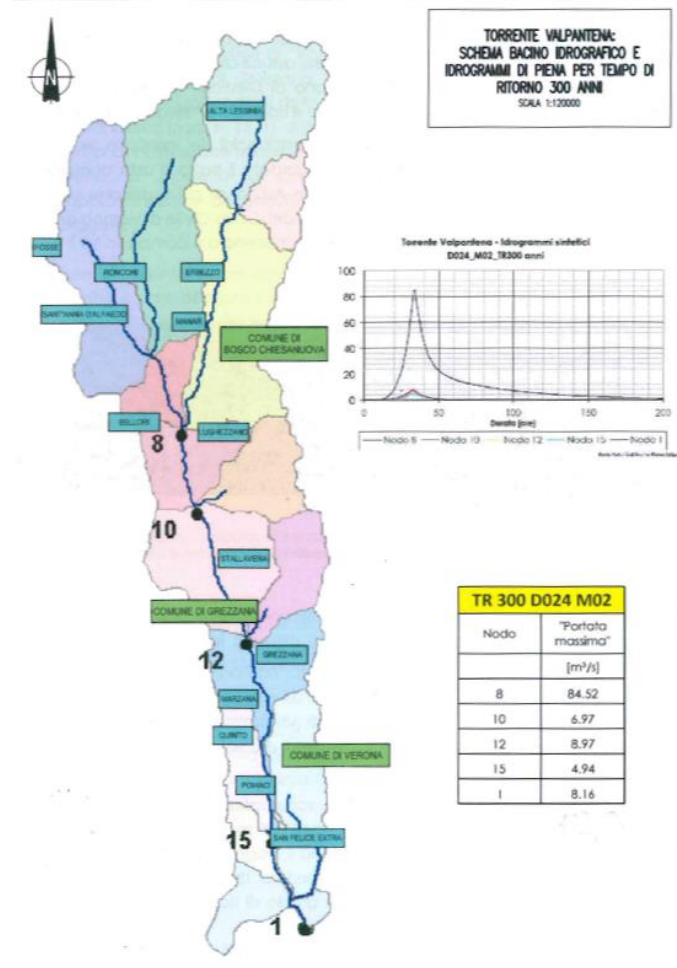 TORRENTE VALPANTENA:
SCHEMA BACINO IDROGRAFICO E
IDROGRAMMI DI PIENA PER TEMPO DI
RITORNO 300 ANNI
SCALA 1:120000
ALTA LESSINIA
FOSSE
RONCONI
ERBEZZO
SANT'ANNA D'ALFAEDO
COMUNE DI
BOSCO CHIESANUOVA
BELLORI
LUGHEZZANO
8
10
STALLAVENA
COMUNE DI GREZZANA
12
GREZZANA
MARZANA
QUINTO
COMUNE DI VERONA
POIANO
15
SAN FELICE EXTRA
1
Torrente Valpantena - Idrogrammi sintetici
D024_M02_TR300 anni
100
80
60
40
20
0
0 50 100 150 200
Durata [ore]
Nodo 8 Nodo 10 Nodo 12 Nodo 15 Nodo 1
TR 300 D024 M02
Nodo "Portata
massima"
[m³/s]
8 84.52
10 6.97
12 8.97
15 4.94
1 8.16